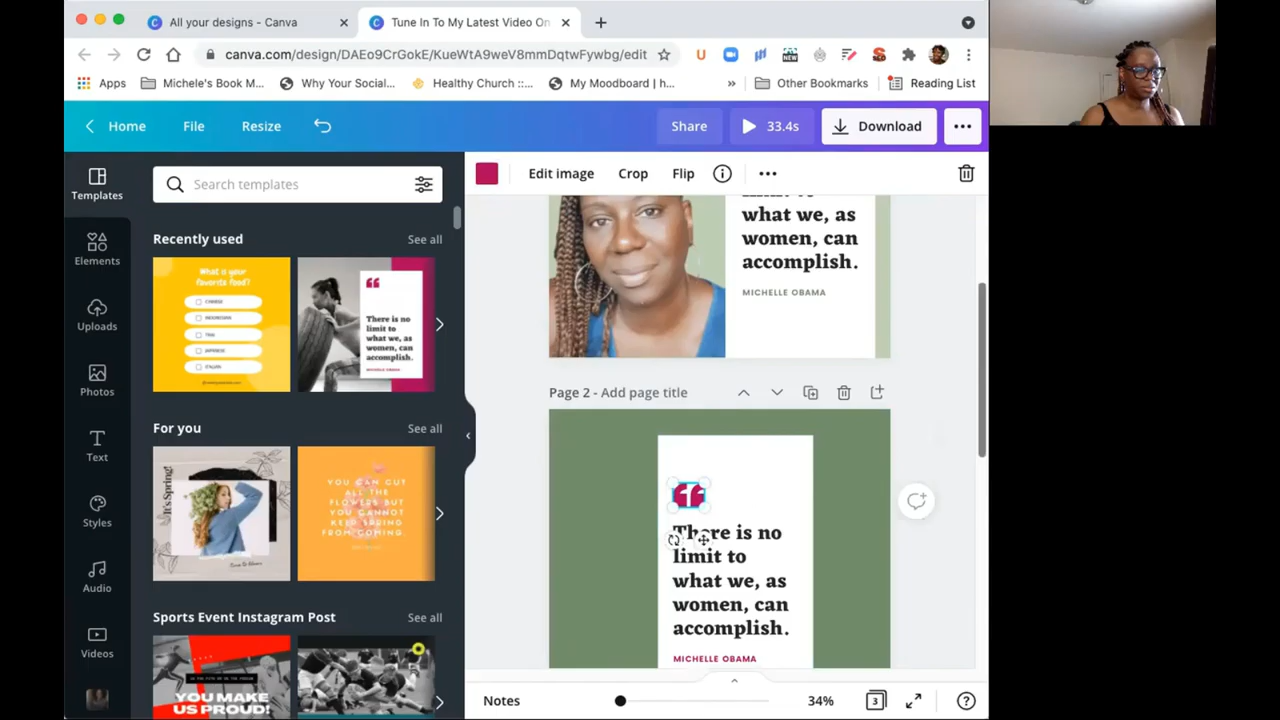 All your designs - Canva
Tune In To My Latest Video On
canva.com/design/DAEo9CrGokE/KueWtA9weV8mmDqtwFywbg/edit
U
NEW
Apps
Michele's Book M...
Why Your Social...
Healthy Church ::...
My Moodboard | h...
»
Other Bookmarks
Reading List
Home
File
Resize
Share
33.4s
Download
Templates
Elements
Uploads
Photos
Text
Styles
Audio
Videos
Search templates
Recently used
See all
What is your
favorite food?
There is no
limit to
what we, as
women, can
accomplish.
MICHELLE OBAMA
For you
See all
It's Spring!
YOU CAN CUT
ALL THE
FLOWERS BUT
YOU CANNOT
KEEP SPRING
FROM COMING.
Sports Event Instagram Post
See all
YOU MAKE
US PROUD!
Edit image
Crop
Flip
what we, as
women, can
accomplish.
MICHELLE OBAMA
Page 2 - Add page title
There is no
limit to
what we, as
women, can
accomplish.
MICHELLE OBAMA
Notes
34%
3